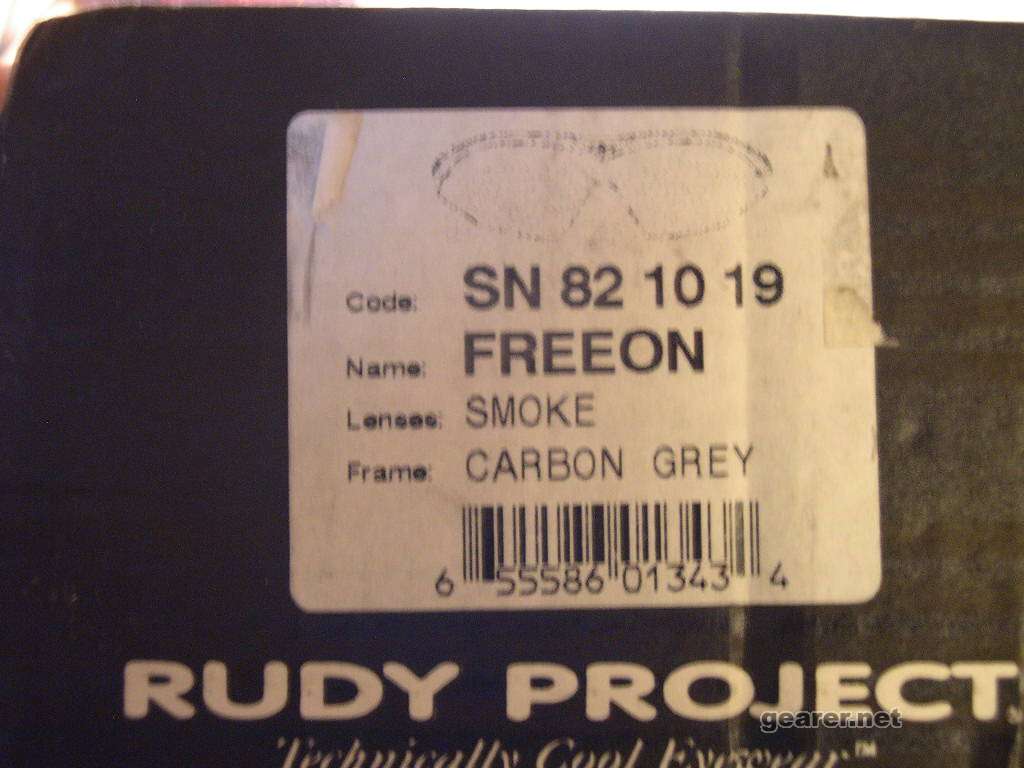 Code: SN 82 10 19
Name: FREEON
Lenses: SMOKE
Frame: CARBON GREY
6 55586 01343 4
RUDY PROJECT
gearer.net
Technically Cool Eyewear™